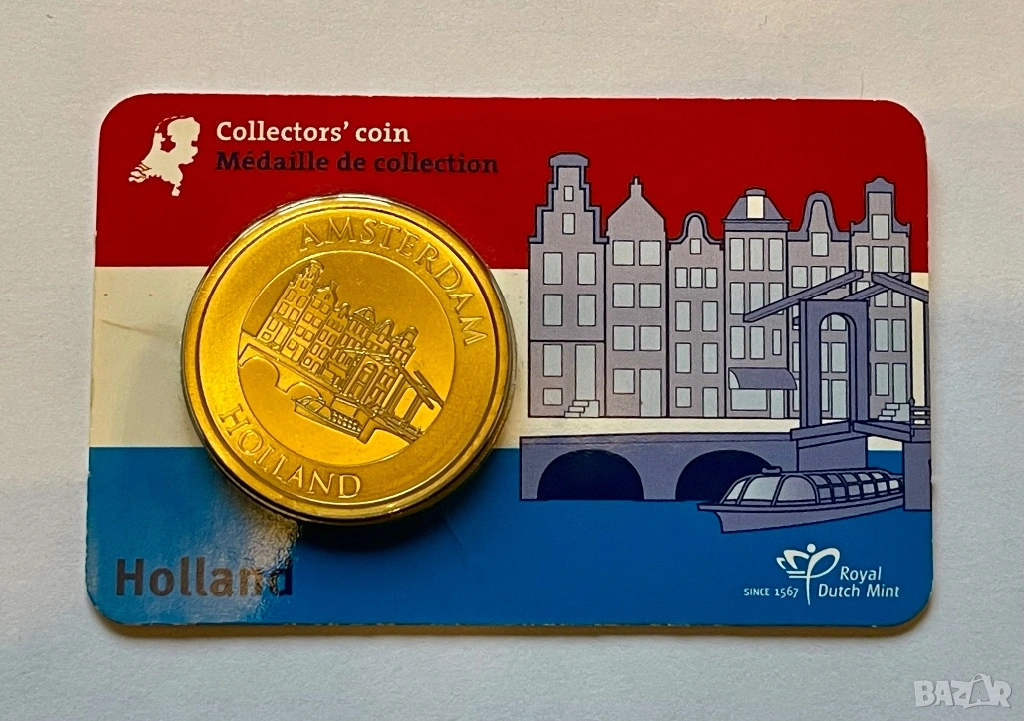 Collectors' coin
Médaille de collection
AMSTERDAM
HOLLAND
Holland
SINCE 1567
Royal
Dutch Mint
BAZAR